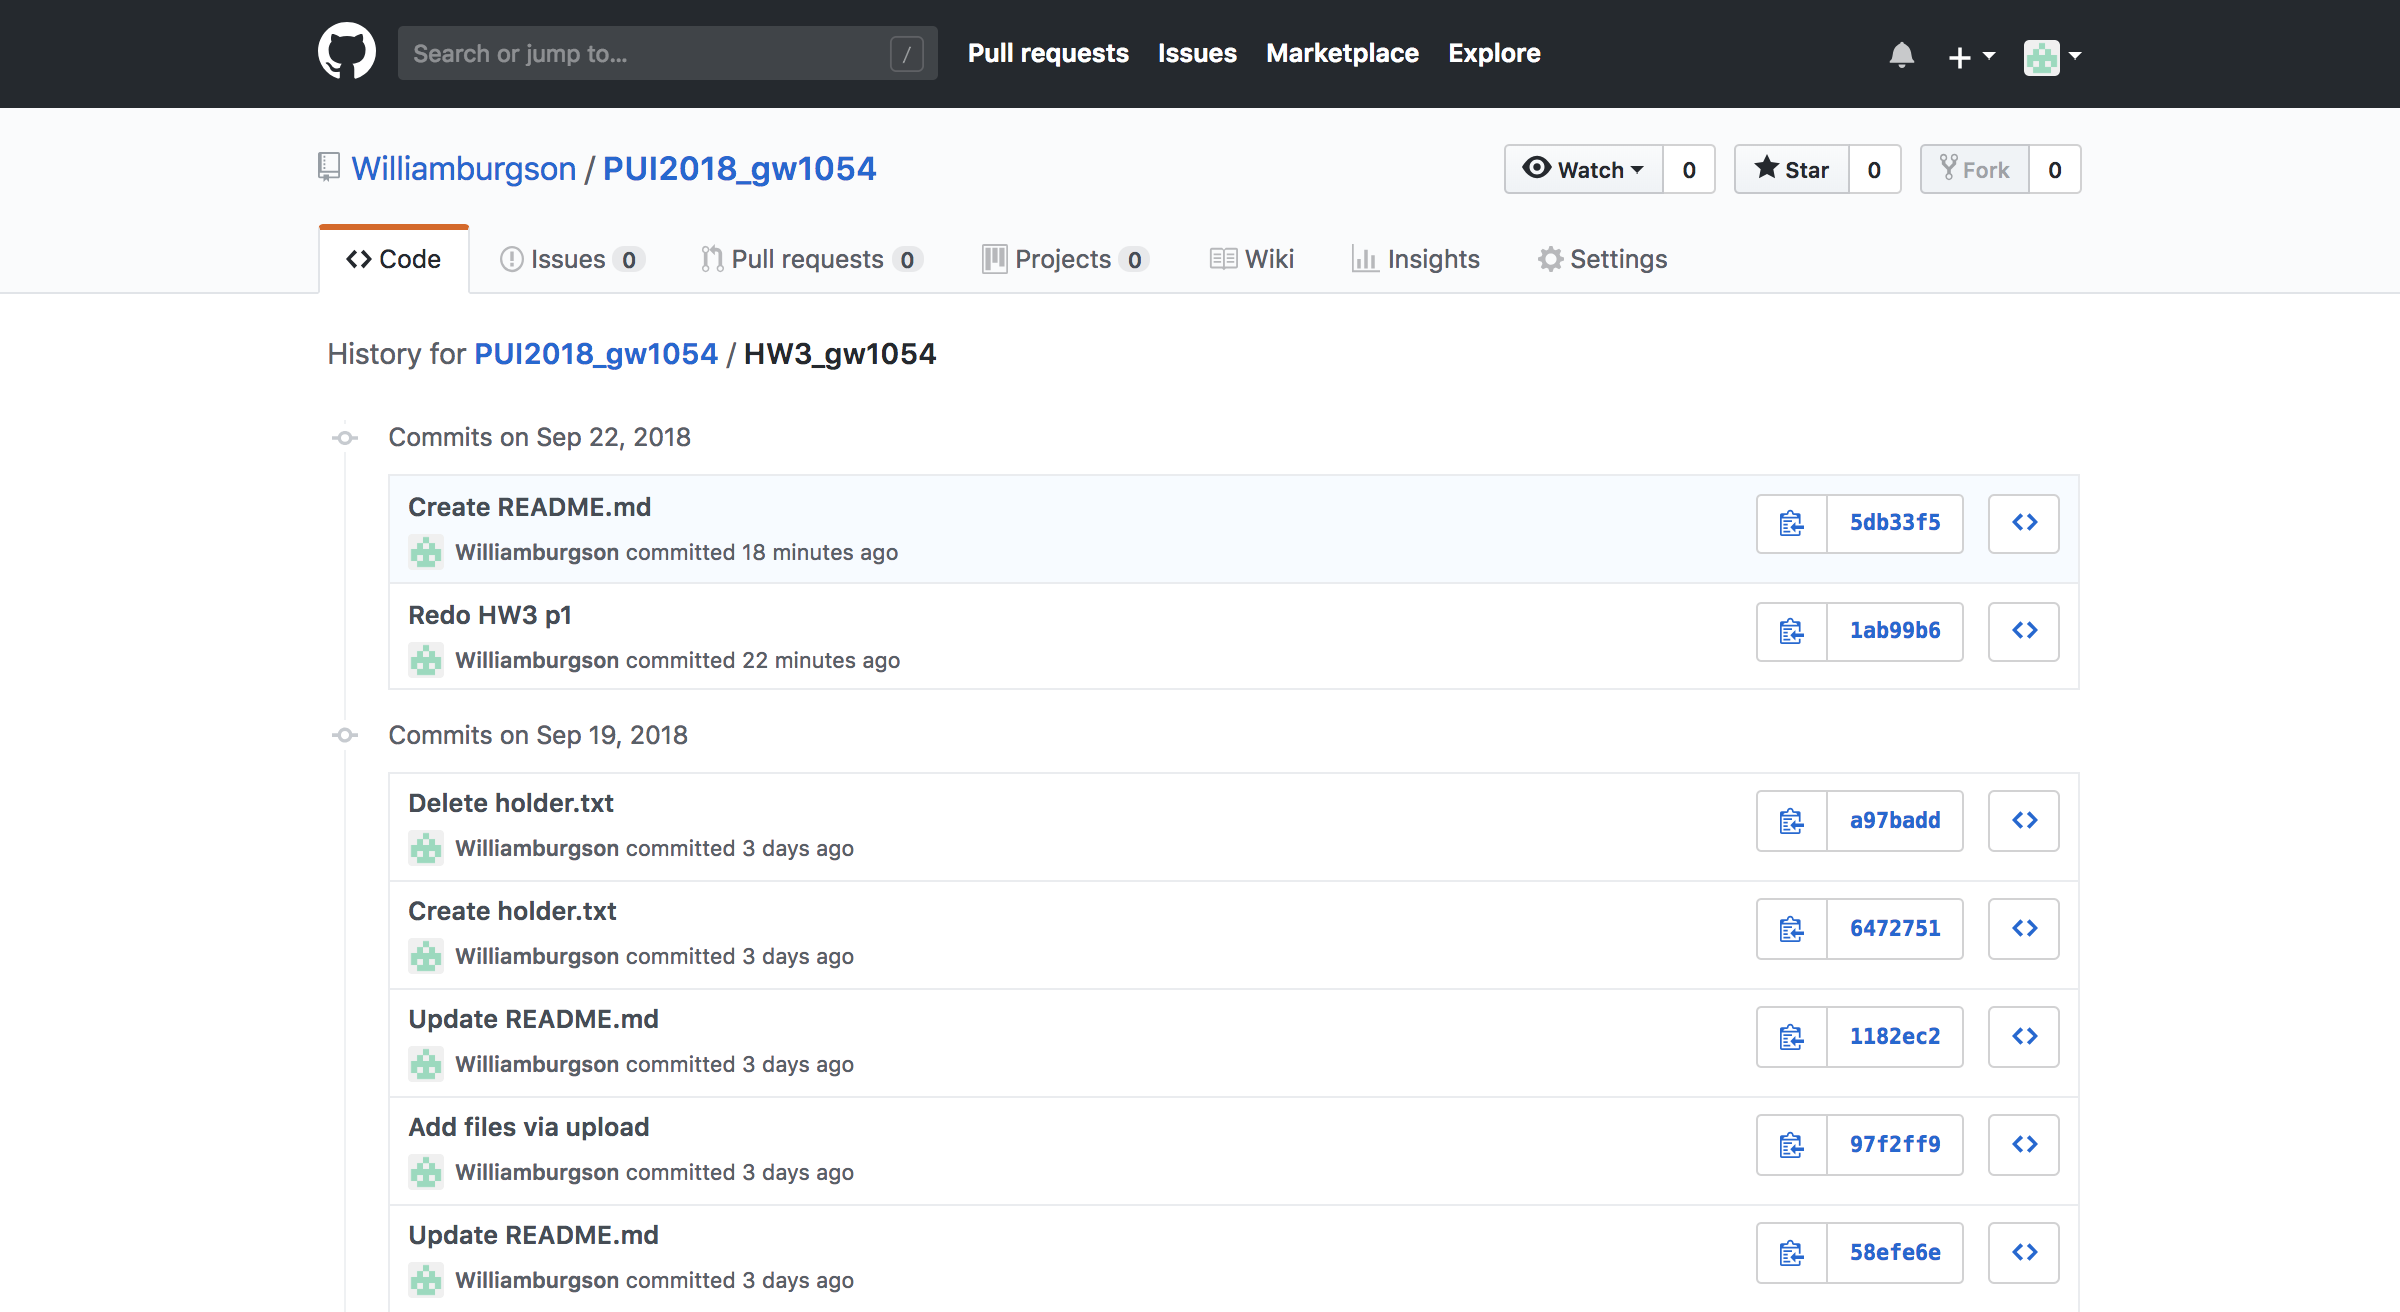 Search or jump to... / Pull requests Issues Marketplace Explore
Williamburgson / PUI2018_gw1054 Watch 0 Star 0 Fork 0
Code Issues 0 Pull requests 0 Projects 0 Wiki Insights Settings
History for PUI2018_gw1054 / HW3_gw1054
Commits on Sep 22, 2018
Create README.md
5db33f5
Williamburgson committed 18 minutes ago
Redo HW3 p1
1ab99b6
Williamburgson committed 22 minutes ago
Commits on Sep 19, 2018
Delete holder.txt
a97badd
Williamburgson committed 3 days ago
Create holder.txt
6472751
Williamburgson committed 3 days ago
Update README.md
1182ec2
Williamburgson committed 3 days ago
Add files via upload
97f2ff9
Williamburgson committed 3 days ago
Update README.md
58efe6e
Williamburgson committed 3 days ago